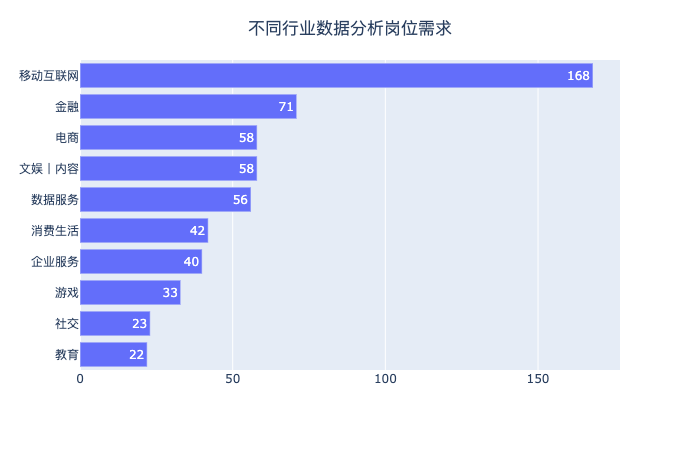 不同行业数据分析岗位需求
移动互联网 168
金融 71
电商 58
文娱丨内容 58
数据服务 56
消费生活 42
企业服务 40
游戏 33
社交 23
教育 22
0 50 100 150